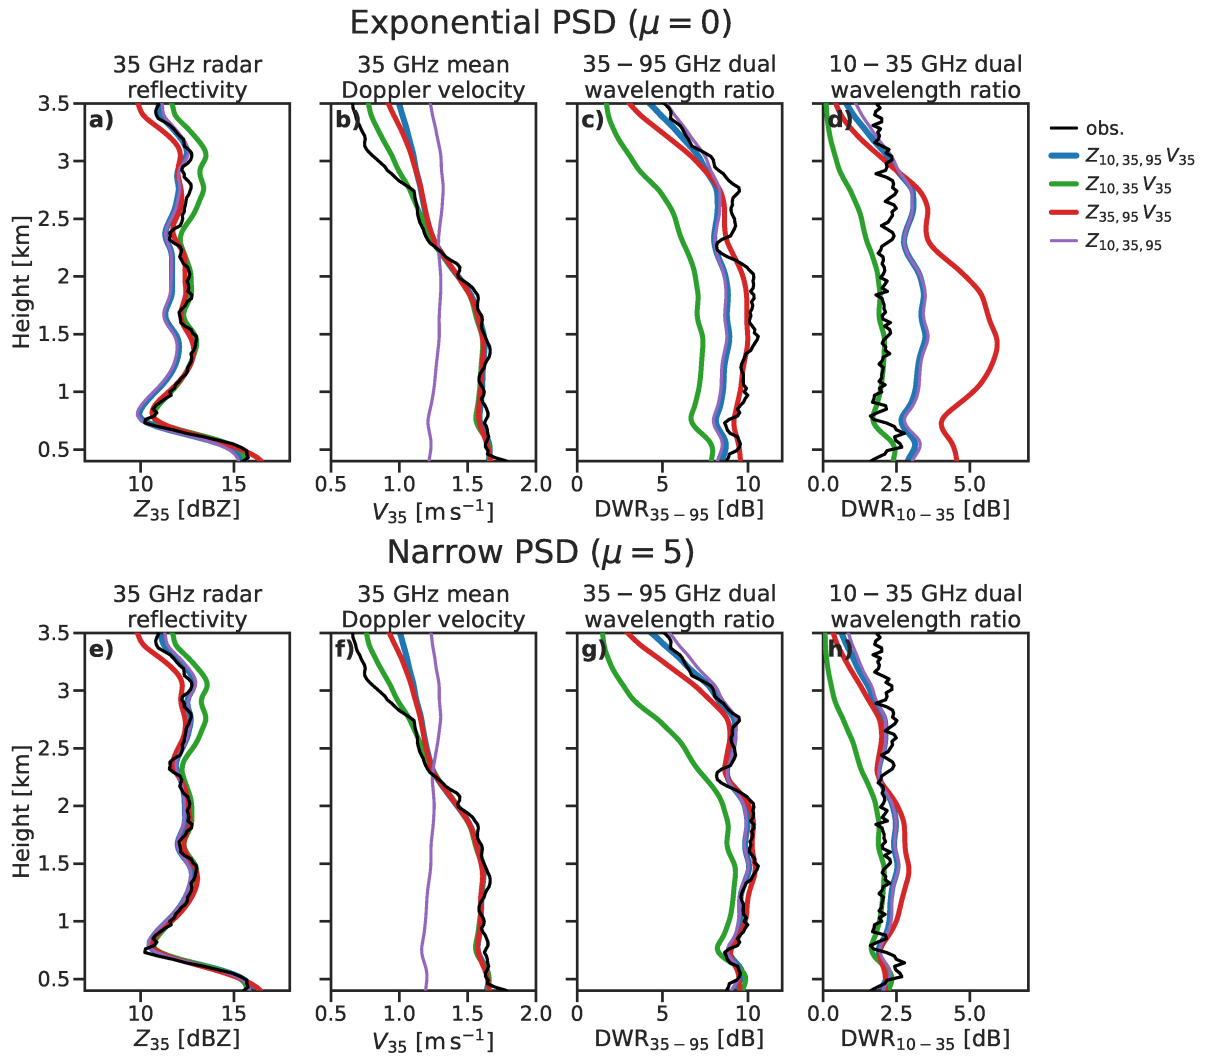 Exponential PSD (μ = 0)
35 GHz radar reflectivity
35 GHz mean Doppler velocity
35 − 95 GHz dual wavelength ratio
10 − 35 GHz dual wavelength ratio
a)
b)
c)
d)
3.5
3
2.5
2
1.5
1
0.5
Height [km]
10 15
0.5 1.0 1.5 2.0
0 5 10
0.0 2.5 5.0
Z₃₅ [dBZ]
V₃₅ [m s⁻¹]
DWR₃₅₋₉₅ [dB]
DWR₁₀₋₃₅ [dB]
obs.
Z₁₀,₃₅,₉₅V₃₅
Z₁₀,₃₅V₃₅
Z₃₅,₉₅V₃₅
Z₁₀,₃₅,₉₅
Narrow PSD (μ = 5)
35 GHz radar reflectivity
35 GHz mean Doppler velocity
35 − 95 GHz dual wavelength ratio
10 − 35 GHz dual wavelength ratio
e)
f)
g)
h)
3.5
3
2.5
2
1.5
1
0.5
Height [km]
10 15
0.5 1.0 1.5 2.0
0 5 10
0.0 2.5 5.0
Z₃₅ [dBZ]
V₃₅ [m s⁻¹]
DWR₃₅₋₉₅ [dB]
DWR₁₀₋₃₅ [dB]